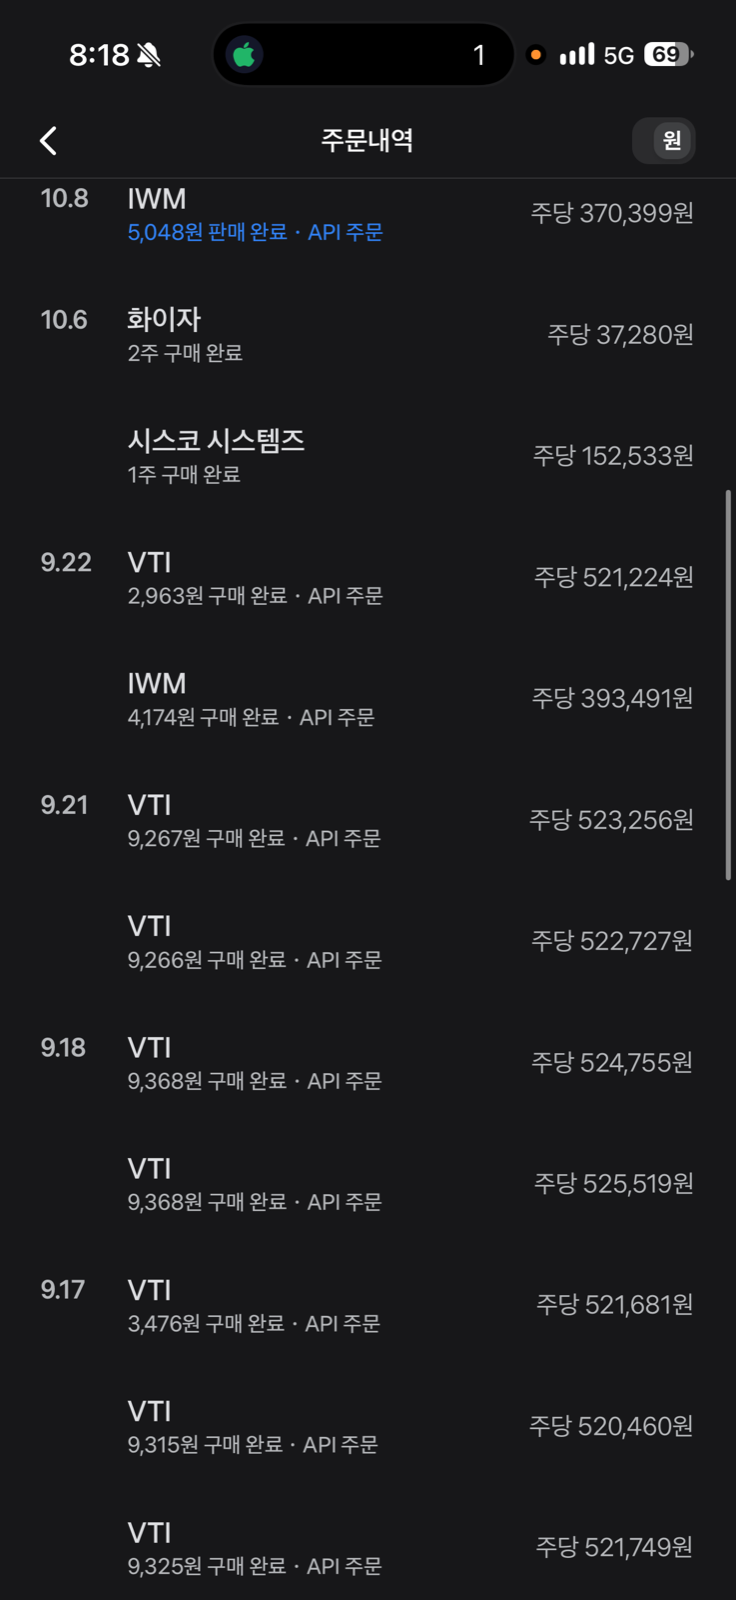 8:18
1
5G
69
주문내역
원
10.8
IWM
주당 370,399원
5,048원 판매 완료 · API 주문
10.6
화이자
주당 37,280원
2주 구매 완료
시스코 시스템즈
주당 152,533원
1주 구매 완료
9.22
VTI
주당 521,224원
2,963원 구매 완료 · API 주문
IWM
주당 393,491원
4,174원 구매 완료 · API 주문
9.21
VTI
주당 523,256원
9,267원 구매 완료 · API 주문
VTI
주당 522,727원
9,266원 구매 완료 · API 주문
9.18
VTI
주당 524,755원
9,368원 구매 완료 · API 주문
VTI
주당 525,519원
9,368원 구매 완료 · API 주문
9.17
VTI
주당 521,681원
3,476원 구매 완료 · API 주문
VTI
주당 520,460원
9,315원 구매 완료 · API 주문
VTI
주당 521,749원
9,325원 구매 완료 · API 주문